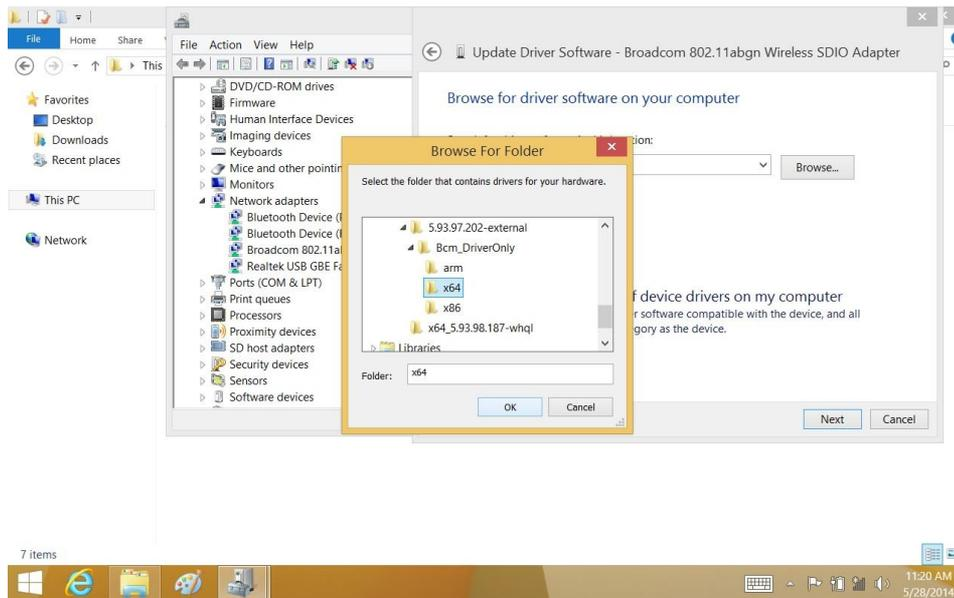 File
Home
Share
This
Favorites
Desktop
Downloads
Recent places
This PC
Network
7 items
File Action View Help
DVD/CD-ROM drives
Firmware
Human Interface Devices
Imaging devices
Keyboards
Mice and other pointin
Monitors
Network adapters
Bluetooth Device (
Bluetooth Device (
Broadcom 802.11a
Realtek USB GBE Fa
Ports (COM & LPT)
Print queues
Processors
Proximity devices
SD host adapters
Security devices
Sensors
Software devices
Update Driver Software - Broadcom 802.11abgn Wireless SDIO Adapter
Browse for driver software on your computer
ion:
Browse...
f device drivers on my computer
r software compatible with the device, and all
gory as the device.
Next
Cancel
Browse For Folder
Select the folder that contains drivers for your hardware.
5.93.97.202-external
Bcm_DriverOnly
arm
x64
x86
x64_5.93.98.187-whql
Libraries
Folder:
x64
OK
Cancel
11:20 AM
5/28/2014